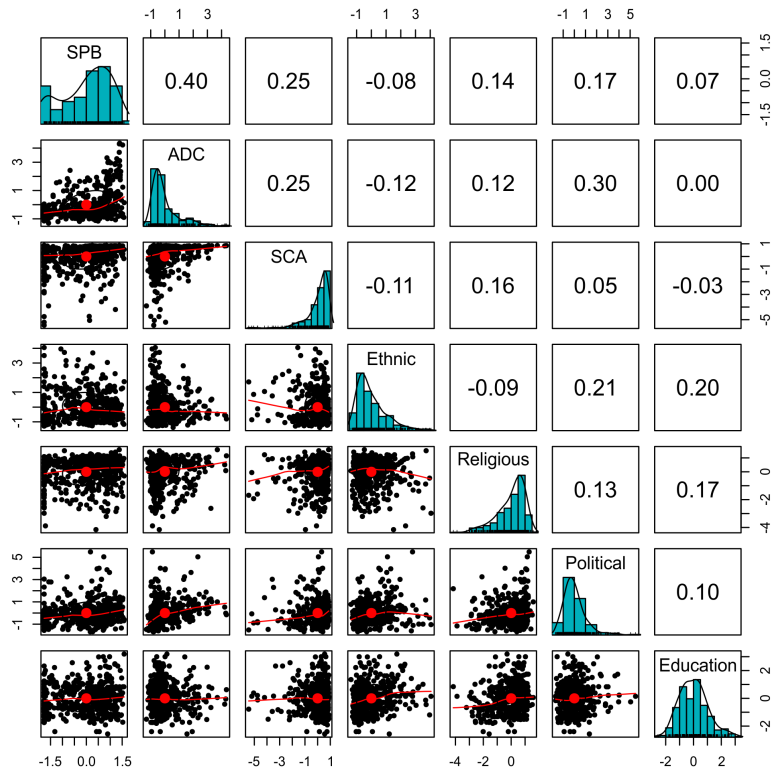 -1 1 3 -1 1 3 -1 1 3 5
SPB 0.40 0.25 -0.08 0.14 0.17 0.07 -1.5 0.0 1.5
-1 1 3 ADC 0.25 -0.12 0.12 0.30 0.00
SCA -0.11 0.16 0.05 -0.03 -5 -3 -1 1
-1 1 3 Ethnic -0.09 0.21 0.20
Religious 0.13 0.17 -4 -2 0
-1 1 3 5 Political 0.10
Education -2 0 2
-1.5 0.0 1.5 -5 -3 -1 1 -4 -2 0 -2 0 2